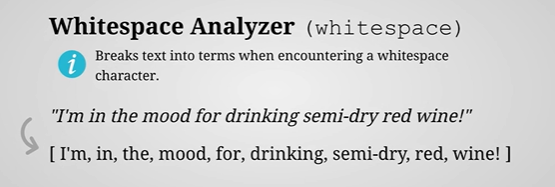 Whitespace Analyzer (whitespace)
i Breaks text into terms when encountering a whitespace
character.
"I'm in the mood for drinking semi-dry red wine!"
[ I'm, in, the, mood, for, drinking, semi-dry, red, wine! ]